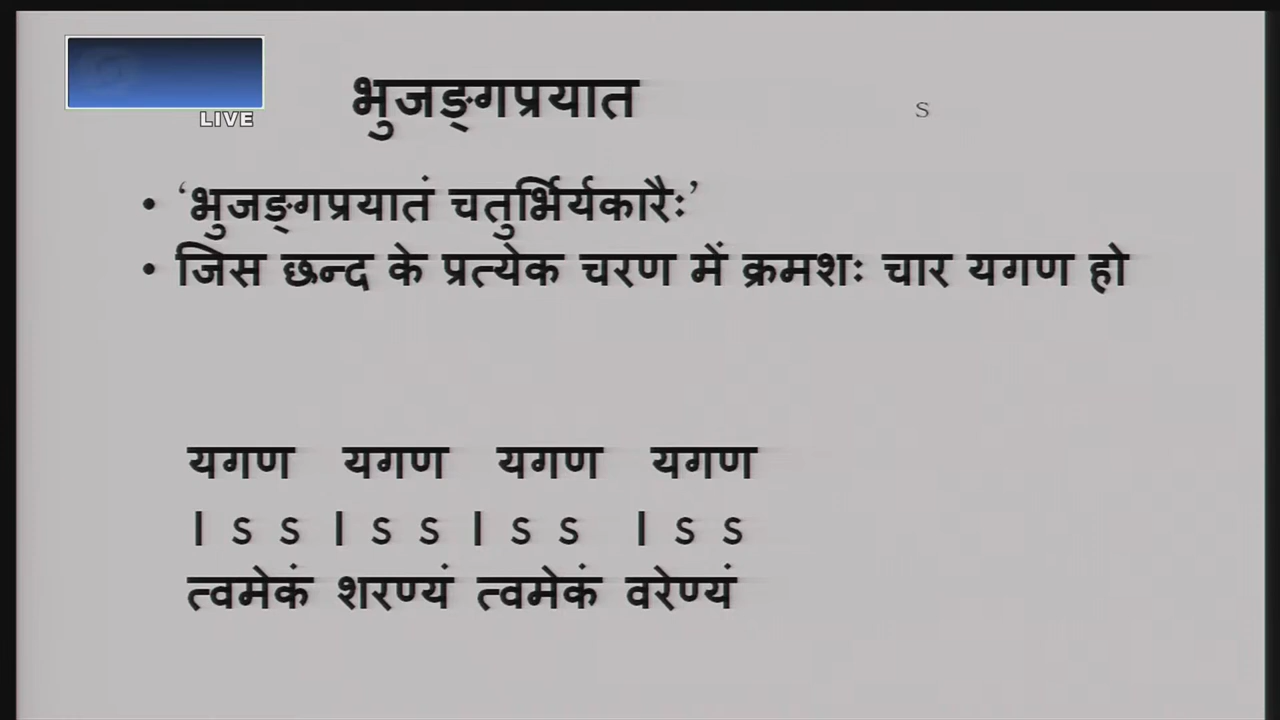 LIVE
भुजङ्गप्रयात
s
• ‘भुजङ्गप्रयातं चतुर्भिर्यकारैः’
• जिस छन्द के प्रत्येक चरण में क्रमशः चार यगण हो
यगण यगण यगण यगण
। ऽ ऽ । ऽ ऽ । ऽ ऽ । ऽ ऽ
त्वमेकं शरण्यं त्वमेकं वरेण्यं